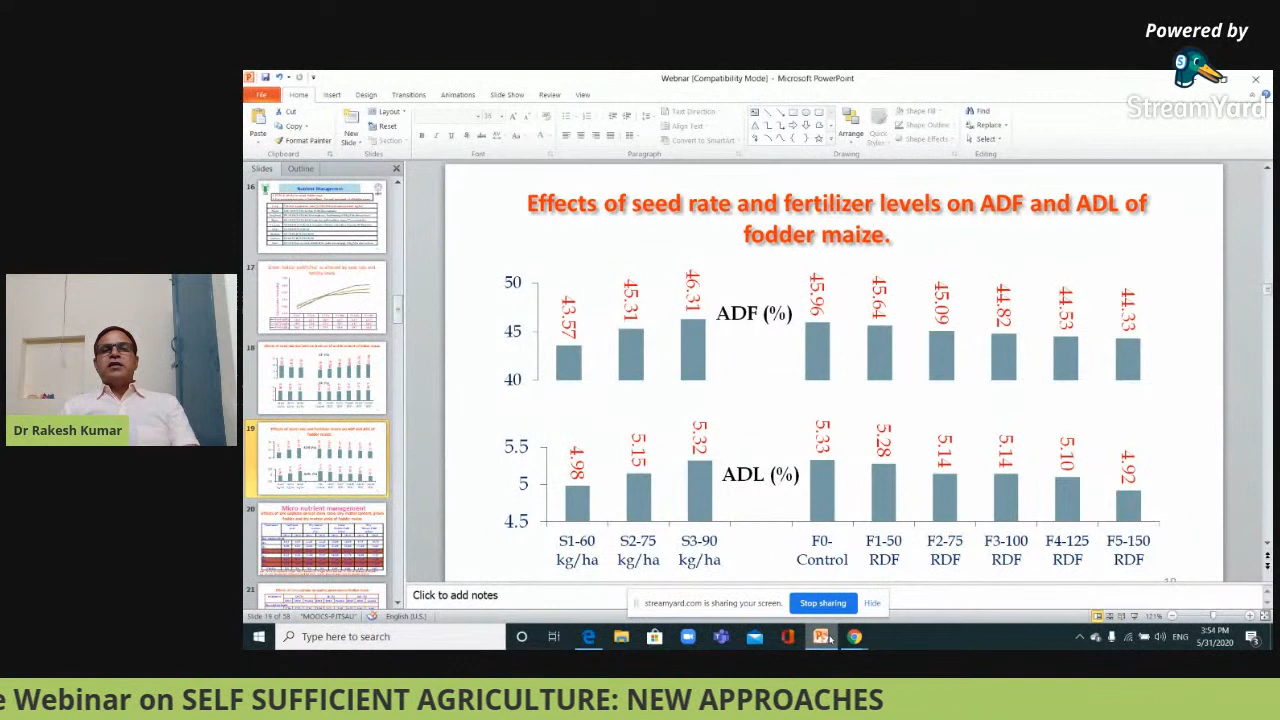 Powered by
StreamYard
Webinar [Compatibility Mode] - Microsoft PowerPoint
File Home Insert Design Transitions Animations Slide Show Review View
Cut
Copy
Format Painter
Paste
Clipboard
New
Slide
Layout
Reset
Section
Slides
Font
Text Direction
Align Text
Convert to SmartArt
Paragraph
Arrange
Quick
Styles
Shape Fill
Shape Outline
Shape Effects
Drawing
Find
Replace
Select
Editing
Slides Outline
16
17
18
19
20
Micro nutrient management
21
Effects of seed rate and fertilizer levels on ADF and ADL of
fodder maize.
50
45
40
43.57 45.31 46.31 ADF (%) 45.96 45.64 45.09 44.82 44.53 44.33
5.5
5
4.5
4.98 5.15 5.32 ADL (%) 5.33 5.28 5.14 5.14 5.10 4.92
S1-60 S2-75 S3-90 F0- F1-50 F2-75 F3-100 F4-125 F5-150
kg/ha kg/ha kg/ha Control RDF RDF RDF RDF RDF
Dr Rakesh Kumar
Click to add notes
streamyard.com is sharing your screen. Stop sharing Hide
Slide 19 of 58 "MOOCS-PJTSAU" English (U.S.) 121%
Type here to search
ENG
3:54 PM
5/31/2020
e Webinar on SELF SUFFICIENT AGRICULTURE: NEW APPROACHES